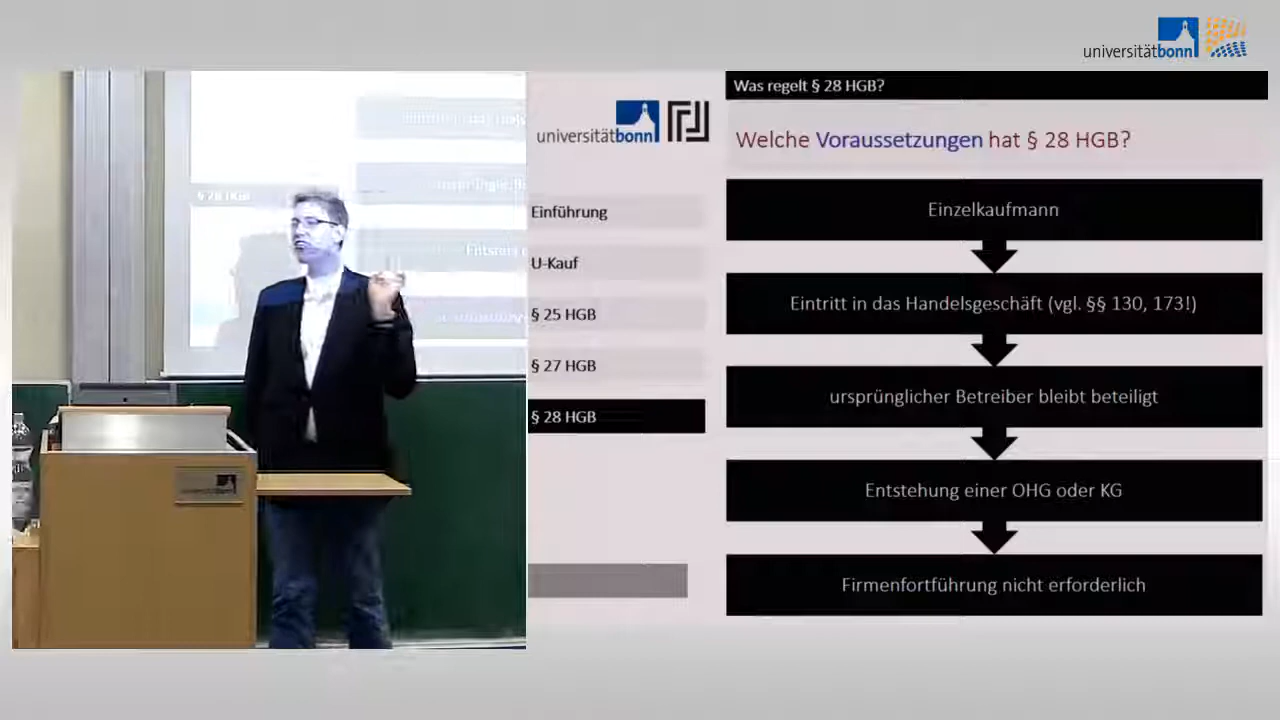 universitätbonn
§ 28 HGB
universitätbonn
Einführung
U-Kauf
§ 25 HGB
§ 27 HGB
§ 28 HGB
Was regelt § 28 HGB?
Welche Voraussetzungen hat § 28 HGB?
Einzelkaufmann
Eintritt in das Handelsgeschäft (vgl. §§ 130, 173!)
ursprünglicher Betreiber bleibt beteiligt
Entstehung einer OHG oder KG
Firmenfortführung nicht erforderlich